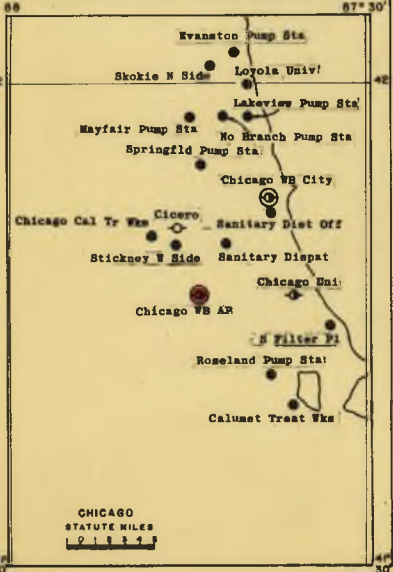 88
87°30'
Evanston Pump Sta
Skokie N Side
Loyola Univ
42
42
Lakeview Pump Sta
Mayfair Pump Sta
No Branch Pump Sta
Springfld Pump Sta
Chicago WB City
Cicero
Chicago Cal Tr Wks
Sanitary Dist Off
Stickney W Side
Sanitary Dispat
Chicago Uni
Chicago WB AP
S Filter Pl
Roseland Pump Sta
Calumet Treat Wks
CHICAGO
STATUTE MILES
0 1 2 3 4 5
30